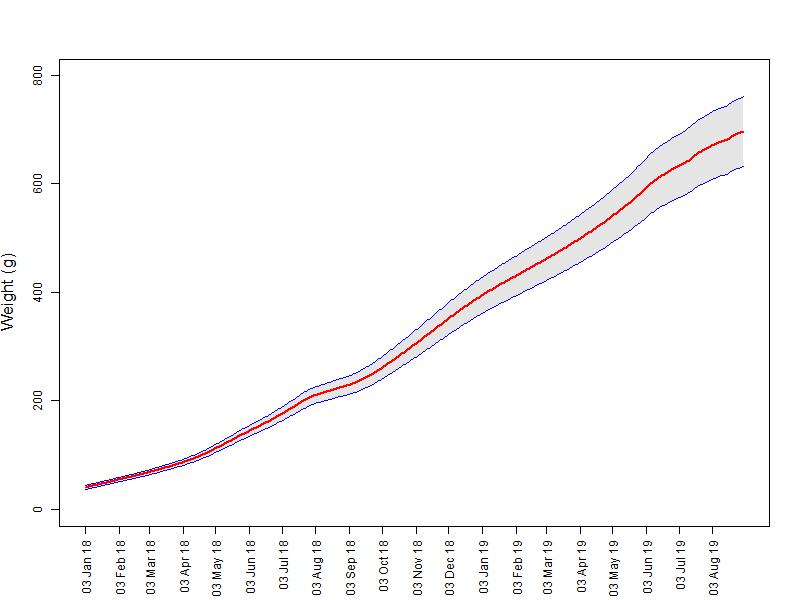 800
600
400
200
0
Weight (g)
03 Jan 18
03 Feb 18
03 Mar 18
03 Apr 18
03 May 18
03 Jun 18
03 Jul 18
03 Aug 18
03 Sep 18
03 Oct 18
03 Nov 18
03 Dec 18
03 Jan 19
03 Feb 19
03 Mar 19
03 Apr 19
03 May 19
03 Jun 19
03 Jul 19
03 Aug 19